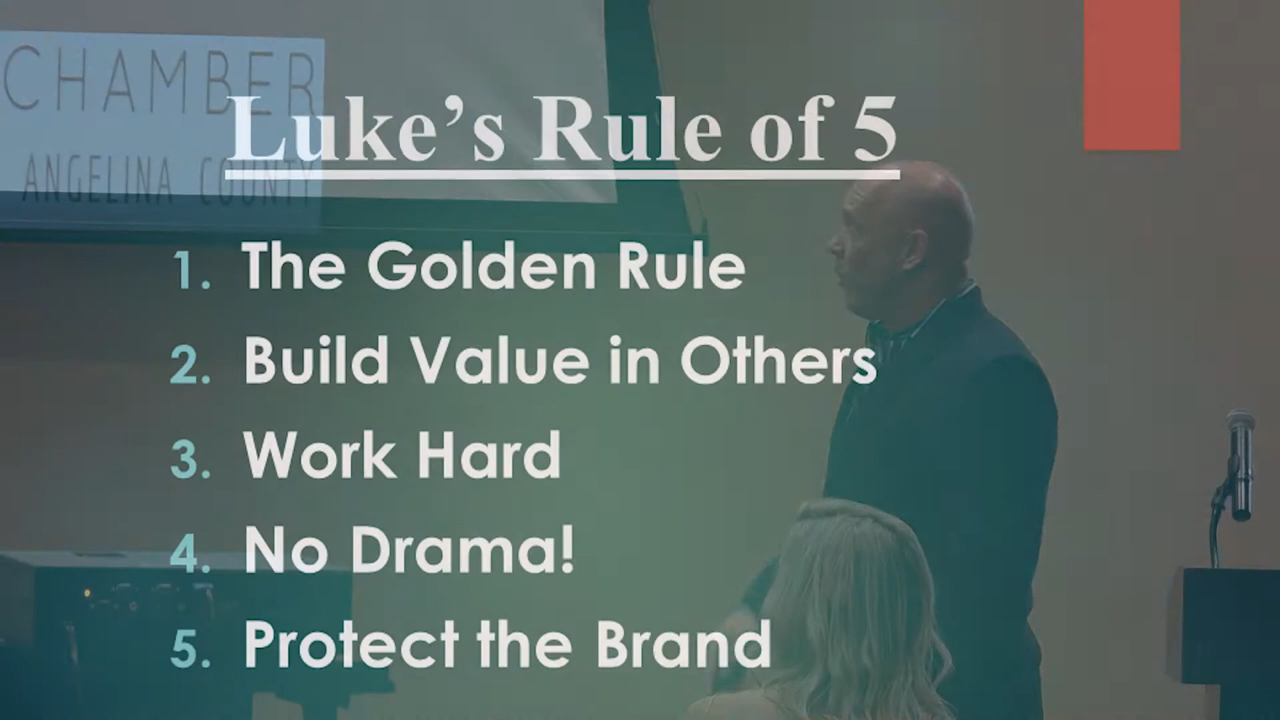 CHAMBER
ANGELINA COUNTY
Luke's Rule of 5
1. The Golden Rule
2. Build Value in Others
3. Work Hard
4. No Drama!
5. Protect the Brand